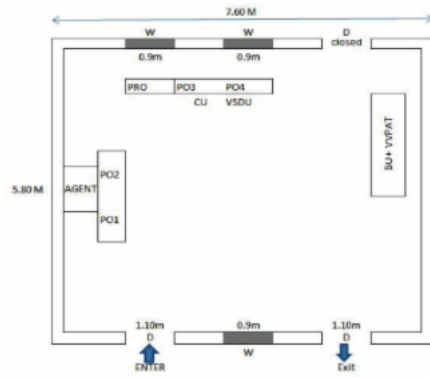 7.60 M
W W D
closed
0.9m 0.9m
PRO PO3 PO4
CU VSDU
BU+ VVPAT
PO2
AGENT
5.80 M
PO1
1.10m 0.9m 1.10m
D D
W
ENTER Exit